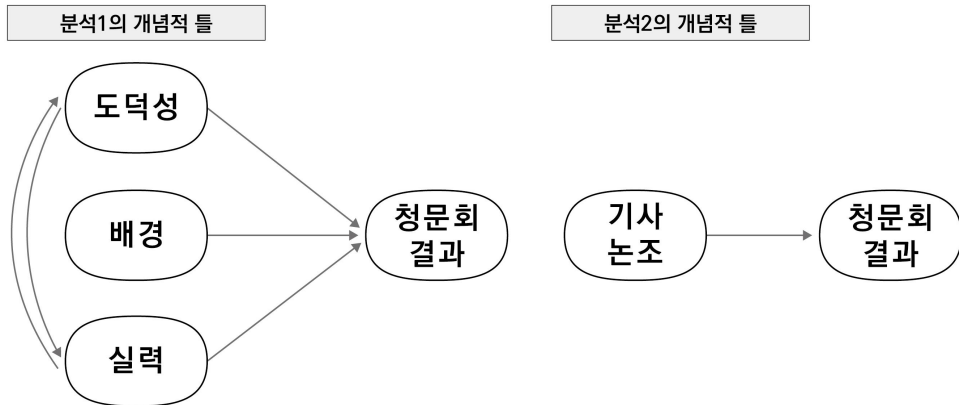 분석1의 개념적 틀
도덕성
배경
실력
청문회
결과
분석2의 개념적 틀
기사
논조
청문회
결과